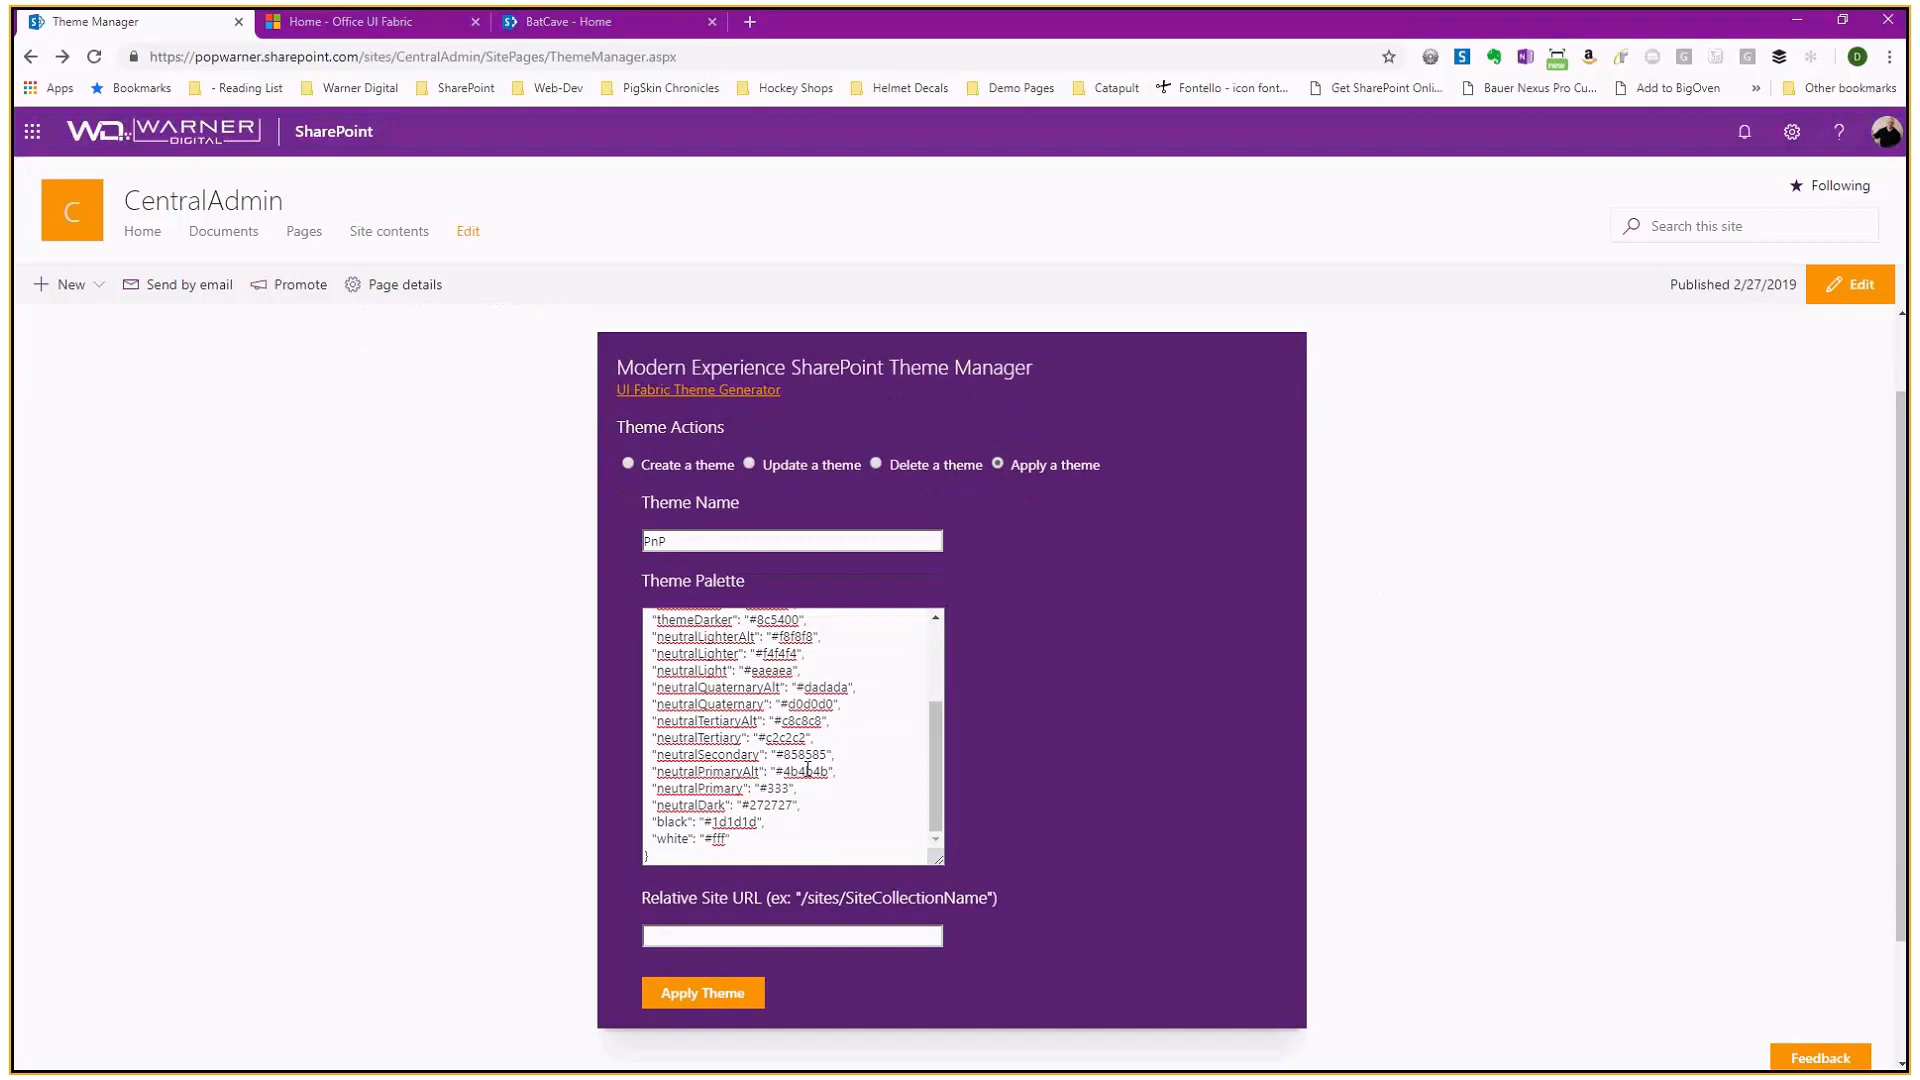 Theme Manager
Home - Office UI Fabric
BatCave - Home
https://popwarner.sharepoint.com/sites/CentralAdmin/SitePages/ThemeManager.aspx
new
D
Apps
Bookmarks
- Reading List
Warner Digital
SharePoint
Web-Dev
PigSkin Chronicles
Hockey Shops
Helmet Decals
Demo Pages
Catapult
Fontello - icon font...
Get SharePoint Onli...
Bauer Nexus Pro Cu...
Add to BigOven
»
Other bookmarks
WD WARNER DIGITAL
SharePoint
?
C
CentralAdmin
Following
Home
Documents
Pages
Site contents
Edit
Search this site
New
Send by email
Promote
Page details
Published 2/27/2019
Edit
Modern Experience SharePoint Theme Manager
UI Fabric Theme Generator
Theme Actions
Create a theme
Update a theme
Delete a theme
Apply a theme
Theme Name
PnP
Theme Palette
"themeDarker": "#8c5400",
"neutralLighterAlt": "#f8f8f8",
"neutralLighter": "#f4f4f4",
"neutralLight": "#eaeaea",
"neutralQuaternaryAlt": "#dadada",
"neutralQuaternary": "#d0d0d0",
"neutralTertiaryAlt": "#c8c8c8",
"neutralTertiary": "#c2c2c2",
"neutralSecondary": "#858585",
"neutralPrimaryAlt": "#4b4b4b",
"neutralPrimary": "#333",
"neutralDark": "#272727",
"black": "#1d1d1d",
"white": "#fff"
}
Relative Site URL (ex: "/sites/SiteCollectionName")
Apply Theme
Feedback